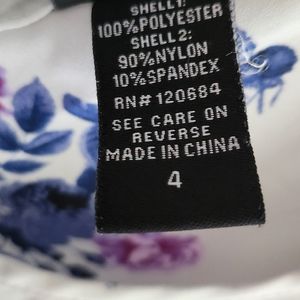 SHELL1:
100%POLYESTER
SHELL 2:
90%NYLON
10%SPANDEX
RN# 120684
SEE CARE ON
REVERSE
MADE IN CHINA
4